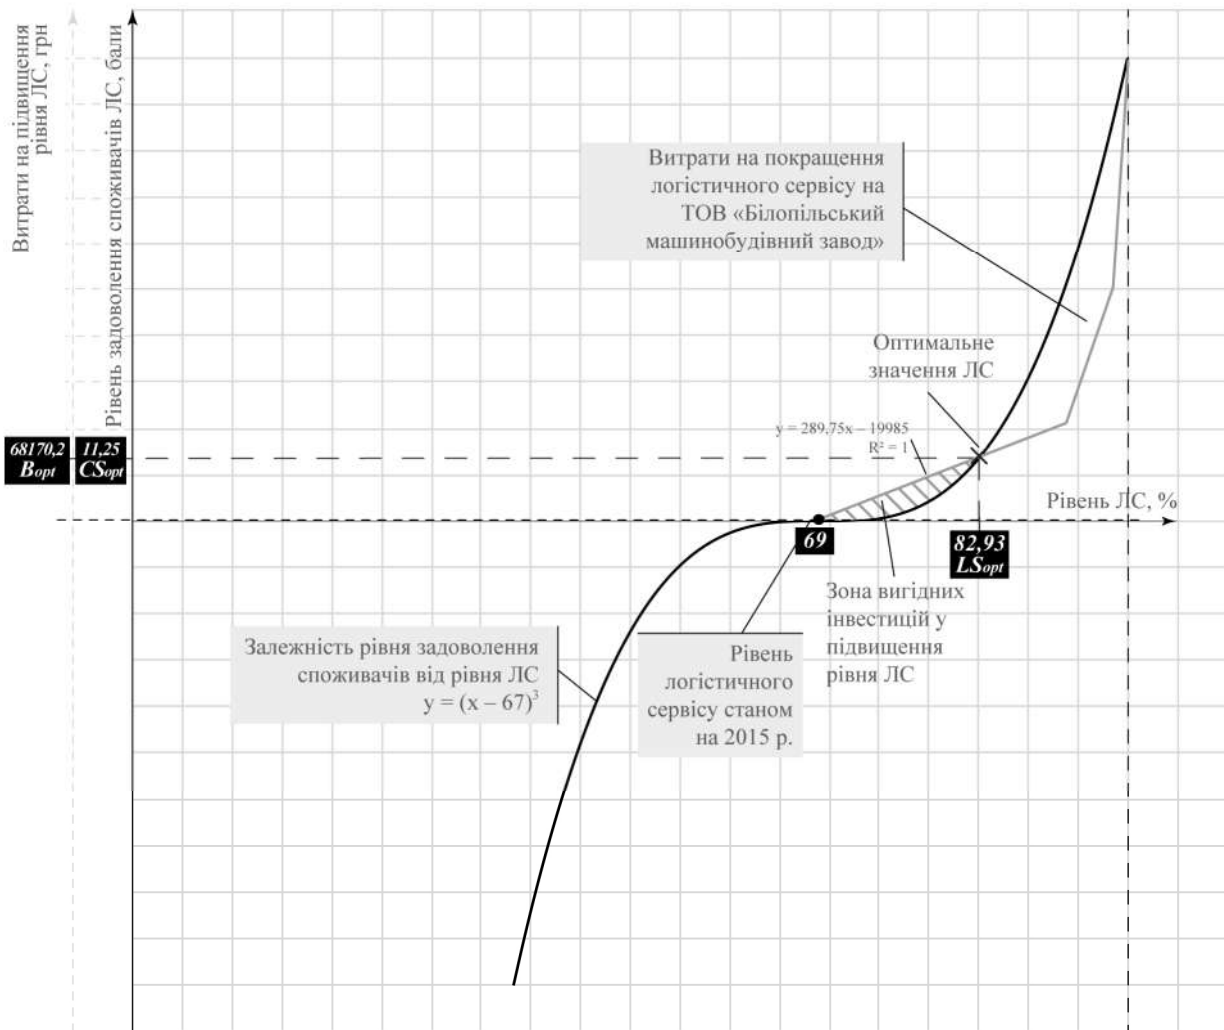 Витрати на підвищення
рівня ЛС, грн
Рівень задоволення споживачів ЛС, бали
Витрати на покращення
логістичного сервісу на
ТОВ «Білопільський
машинобудівний завод»
Оптимальне
значення ЛС
y = 289.75x – 19985
R² = 1
68170,2
Bopt
11,25
CSopt
Рівень ЛС, %
69
82,93
LSopt
Зона вигідних
інвестицій у
підвищення
рівня ЛС
Залежність рівня задоволення
споживачів від рівня ЛС
y = (x – 67)³
Рівень
логістичного
сервісу станом
на 2015 р.